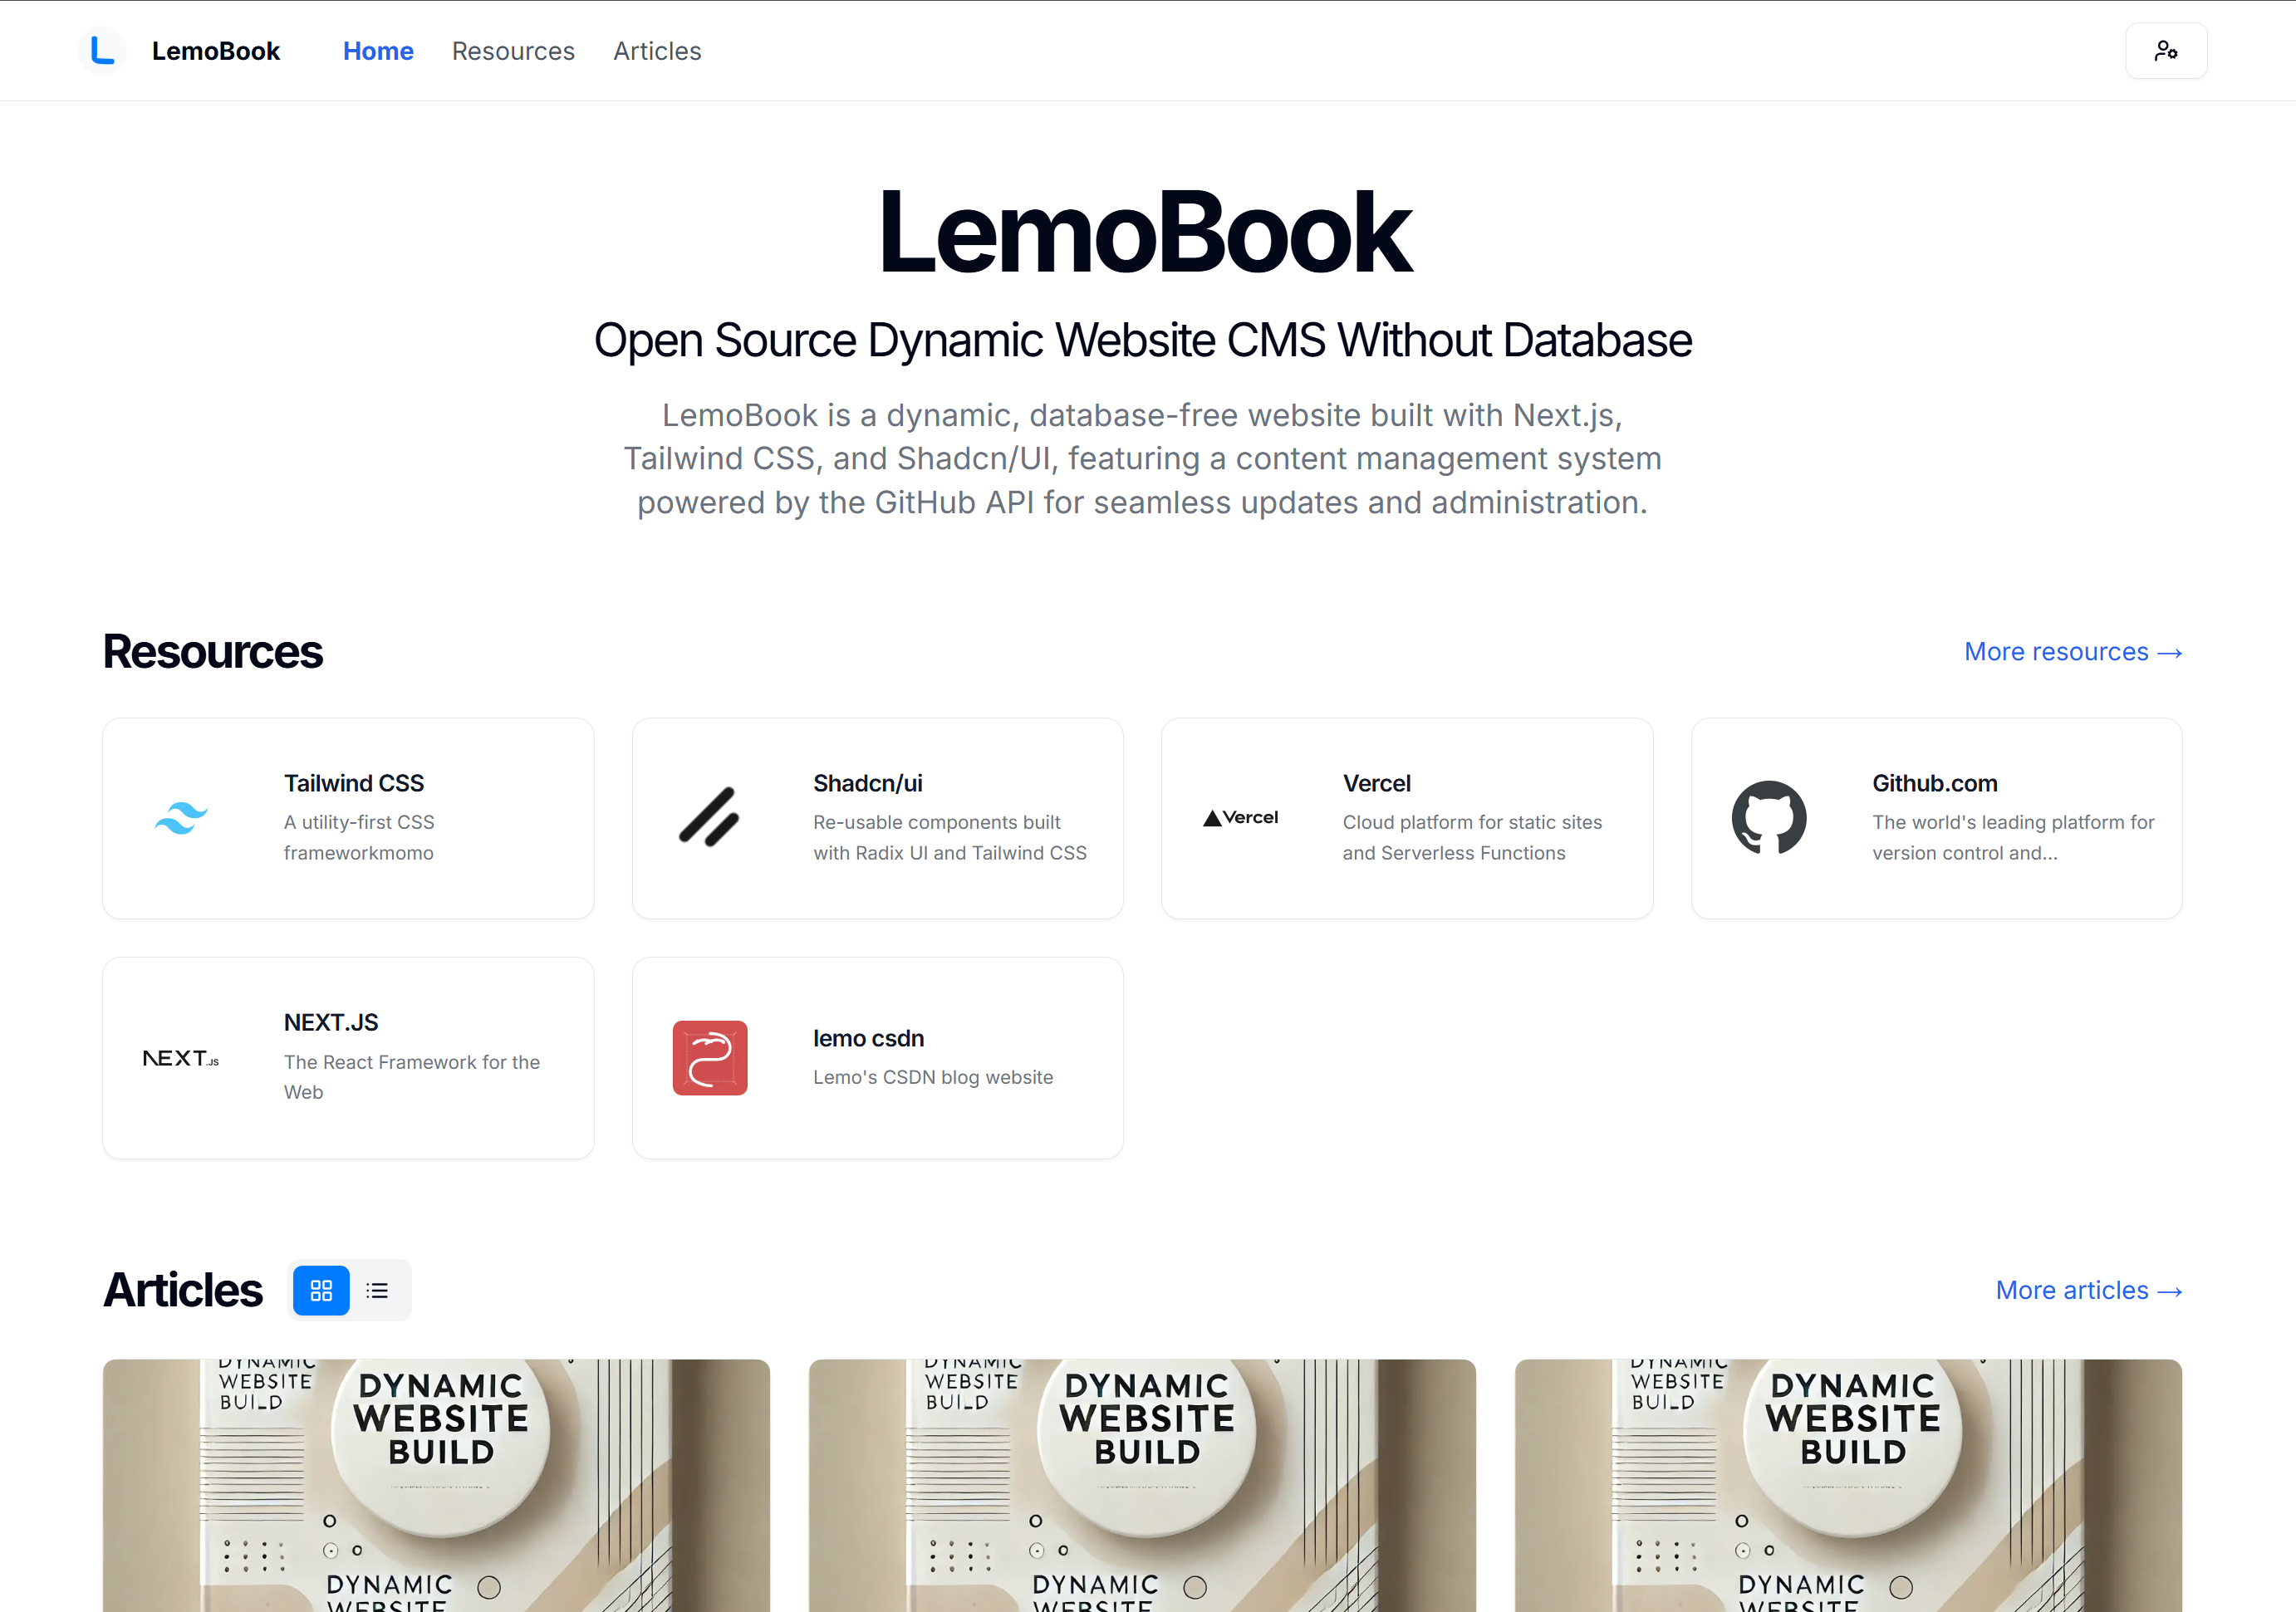 LemoBook
Home
Resources
Articles
LemoBook
Open Source Dynamic Website CMS Without Database
LemoBook is a dynamic, database-free website built with Next.js,
Tailwind CSS, and Shadcn/UI, featuring a content management system
powered by the GitHub API for seamless updates and administration.
Resources
More resources →
Tailwind CSS
A utility-first CSS
frameworkmomo
Shadcn/ui
Re-usable components built
with Radix UI and Tailwind CSS
Vercel
Vercel
Cloud platform for static sites
and Serverless Functions
Github.com
The world's leading platform for
version control and...
NEXT.JS
NEXT.JS
The React Framework for the
Web
lemo csdn
Lemo's CSDN blog website
Articles
More articles →
DYNAMIC
WEBSITE
BUILD
DYNAMIC
WEBSITE
BUILD
DYNAMIC
WEBSITE
DYNAMIC
WEBSITE
BUILD
DYNAMIC
WEBSITE
BUILD
DYNAMIC
WEBSITE
DYNAMIC
WEBSITE
BUILD
DYNAMIC
WEBSITE
BUILD
DYNAMIC
WEBSITE